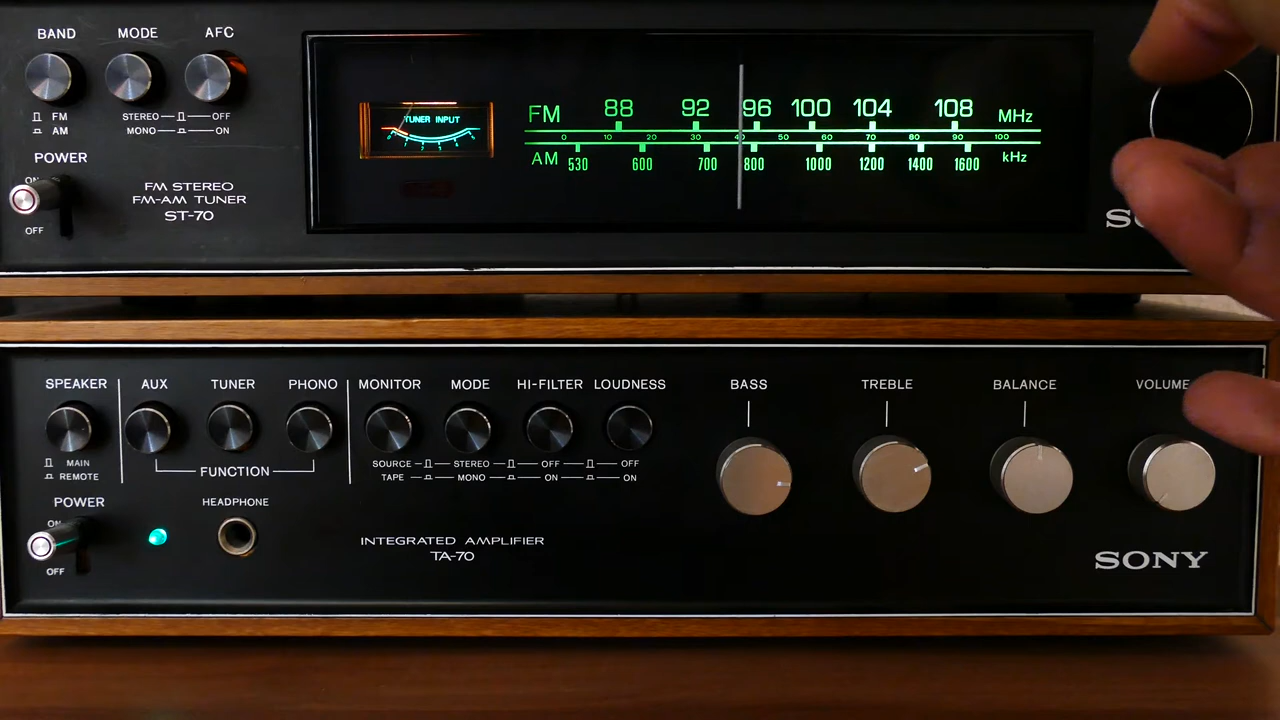 BAND MODE AFC
FM 88 92 96 100 104 108 MHz
0 10 20 30 40 50 60 70 80 90 100
AM 530 600 700 800 1000 1200 1400 1600 kHz
TUNER INPUT
FM STEREO OFF
AM MONO ON
POWER
ON
OFF
FM STEREO
FM-AM TUNER
ST-70
SPEAKER AUX TUNER PHONO MONITOR MODE HI-FILTER LOUDNESS BASS TREBLE BALANCE VOLUME
MAIN SOURCE STEREO OFF OFF
REMOTE TAPE MONO ON ON
FUNCTION
POWER HEADPHONE
ON
OFF
INTEGRATED AMPLIFIER
TA-70
SONY